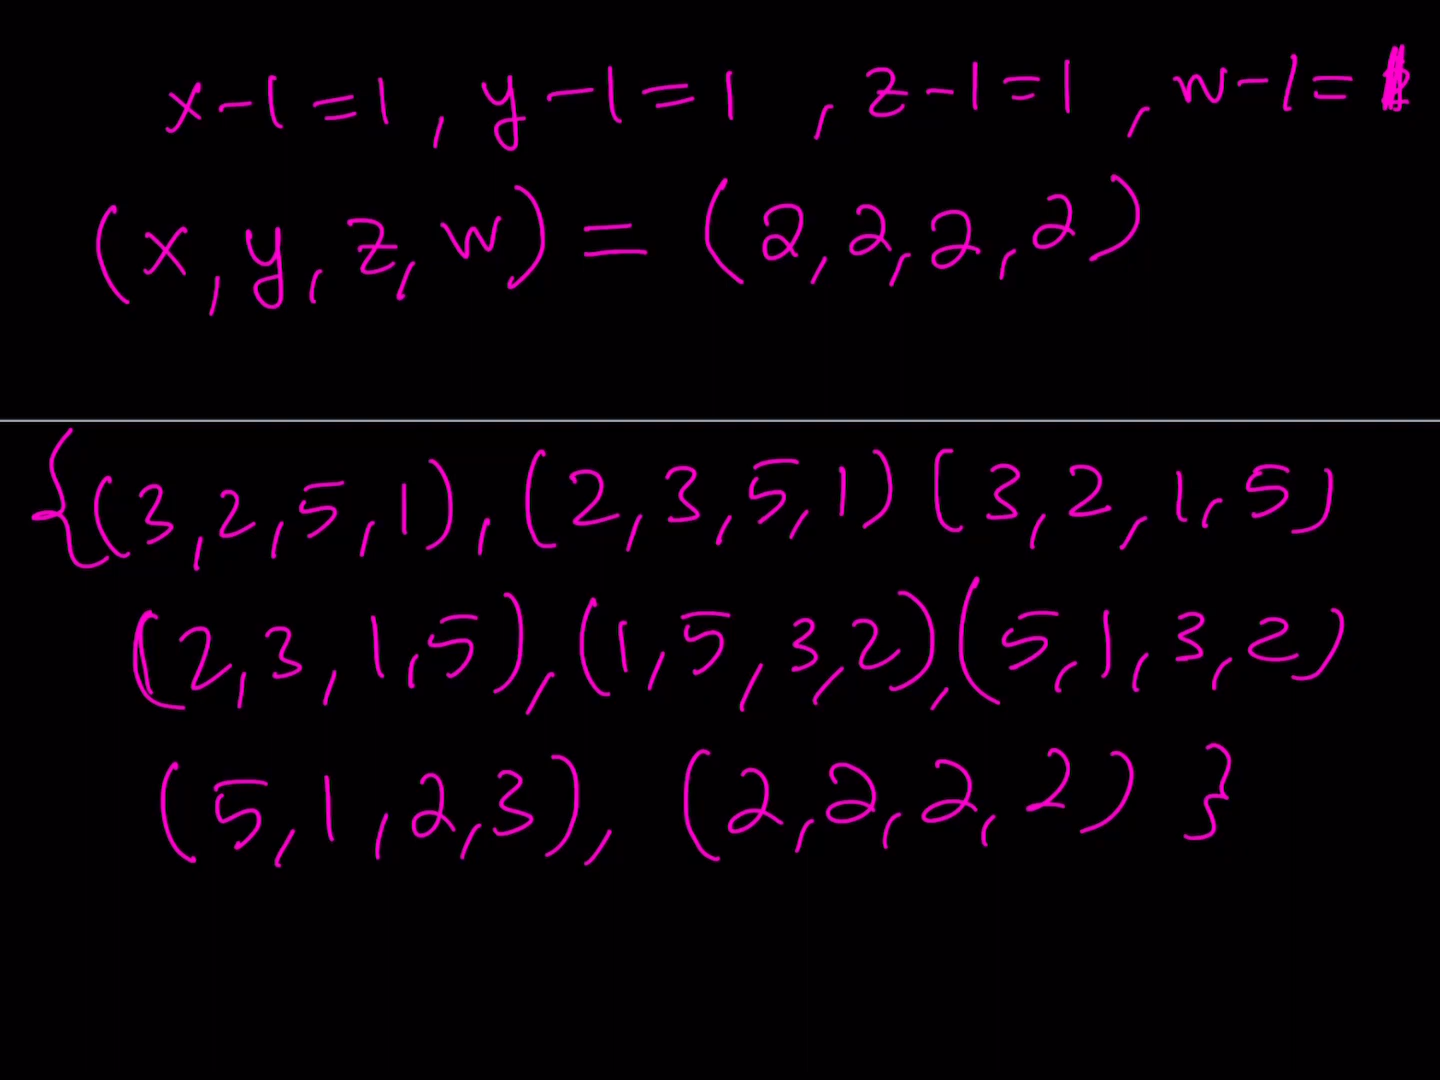 x-1=1, y-1=1, z-1=1, w-1=1
(x,y,z,w)=(2,2,2,2)
{(3,2,5,1),(2,3,5,1)(3,2,1,5)
(2,3,1,5),(1,5,3,2),(5,1,3,2)
(5,1,2,3),(2,2,2,2)}